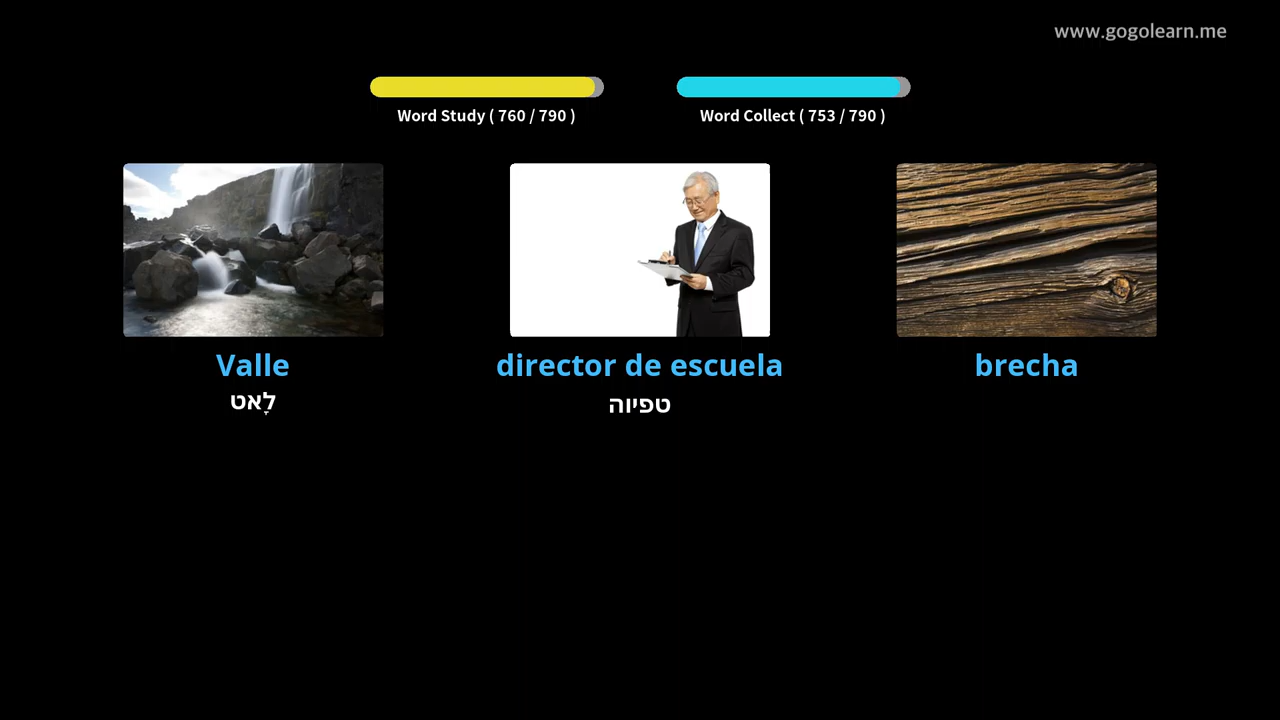 www.gogolearn.me
Word Study ( 760 / 790 )
Word Collect ( 753 / 790 )
Valle
director de escuela
brecha
לָאט
טפיוה